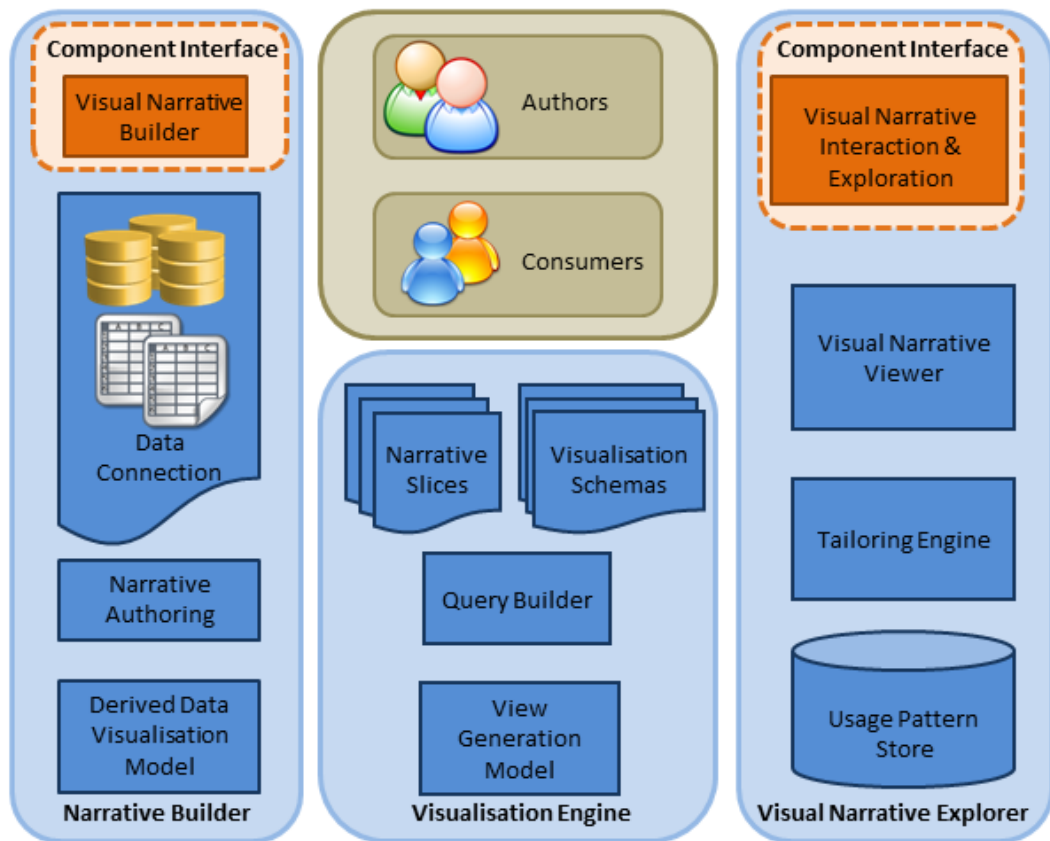 Component Interface
Visual Narrative
Builder
Data
Connection
Narrative
Authoring
Derived Data
Visualisation
Model
Narrative Builder
Authors
Consumers
Narrative
Slices
Visualisation
Schemas
Query Builder
View
Generation
Model
Visualisation Engine
Component Interface
Visual Narrative
Interaction &
Exploration
Visual Narrative
Viewer
Tailoring Engine
Usage Pattern
Store
Visual Narrative Explorer